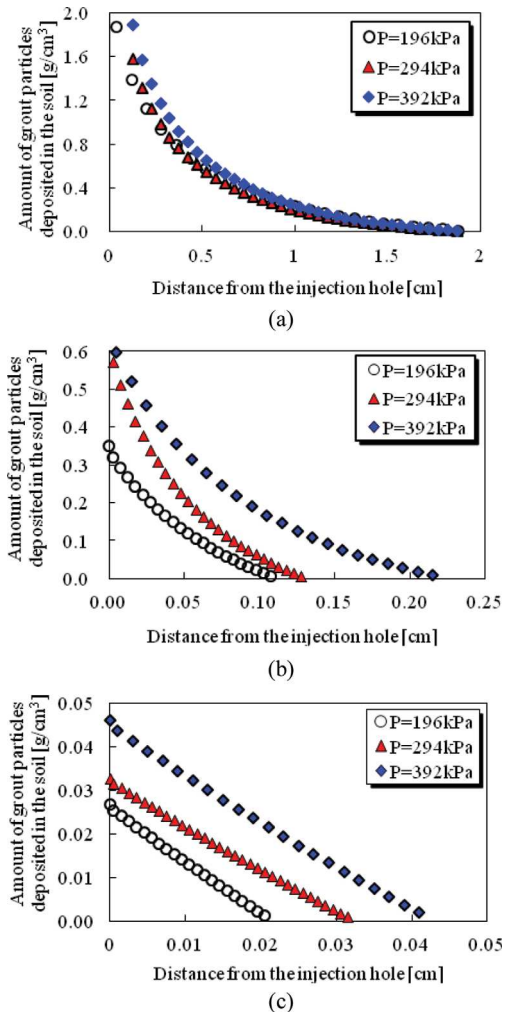 (a)
Amount of grout particles
deposited in the soil [g/cm³]
2.0
1.6
1.2
0.8
0.4
0.0
P=196kPa
P=294kPa
P=392kPa
0
0.5
1
1.5
2
Distance from the injection hole [cm]
(a)
Amount of grout particles
deposited in the soil [g/cm³]
0.6
0.5
0.4
0.3
0.2
0.1
0.0
P=196kPa
P=294kPa
P=392kPa
0.00
0.05
0.10
0.15
0.20
0.25
Distance from the injection hole [cm]
(b)
Amount of grout particles
deposited in the soil [g/cm³]
0.05
0.04
0.03
0.02
0.01
0.00
P=196kPa
P=294kPa
P=392kPa
0
0.01
0.02
0.03
0.04
0.05
Distance from the injection hole [cm]
(c)